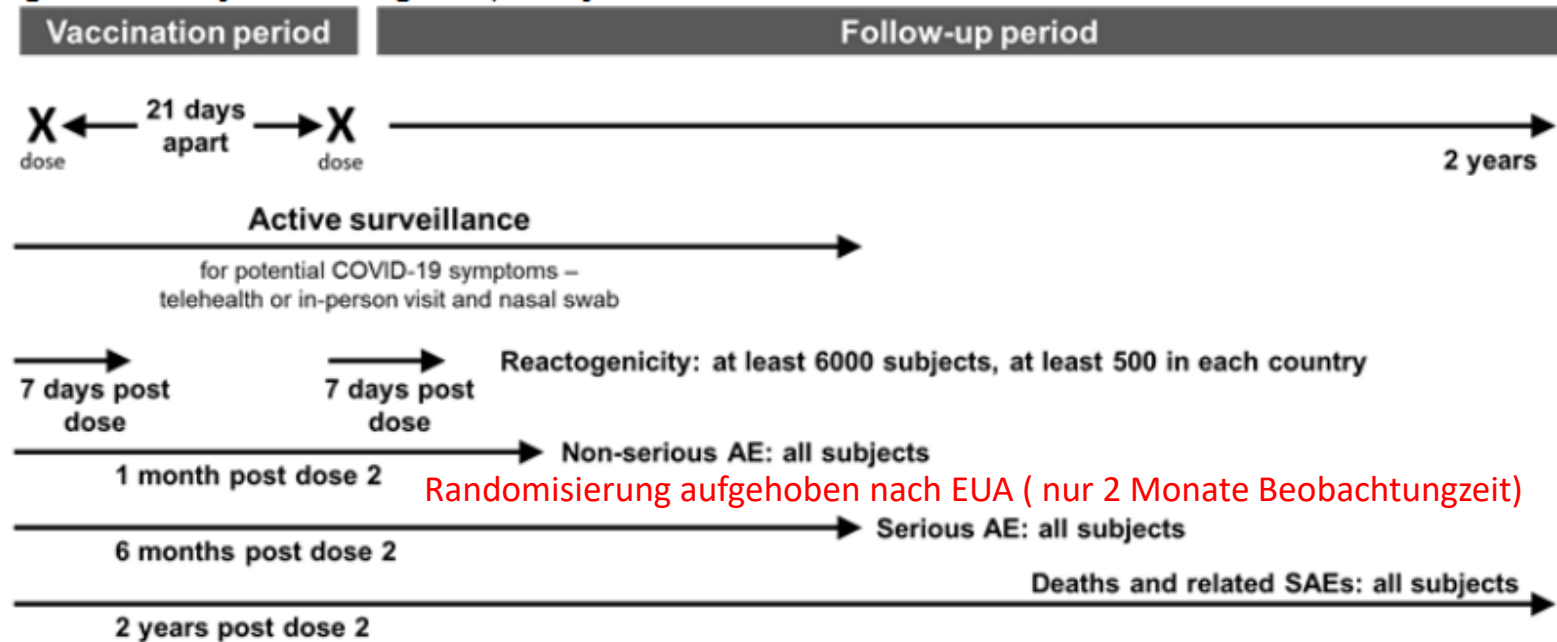 Vaccination period
Follow-up period
X
21 days
apart
X
dose
dose
2 years
Active surveillance
for potential COVID-19 symptoms –
telehealth or in-person visit and nasal swab
7 days post
dose
7 days post
dose
Reactogenicity: at least 6000 subjects, at least 500 in each country
Non-serious AE: all subjects
1 month post dose 2
Randomisierung aufgehoben nach EUA ( nur 2 Monate Beobachtungzeit)
Serious AE: all subjects
6 months post dose 2
Deaths and related SAEs: all subjects
2 years post dose 2